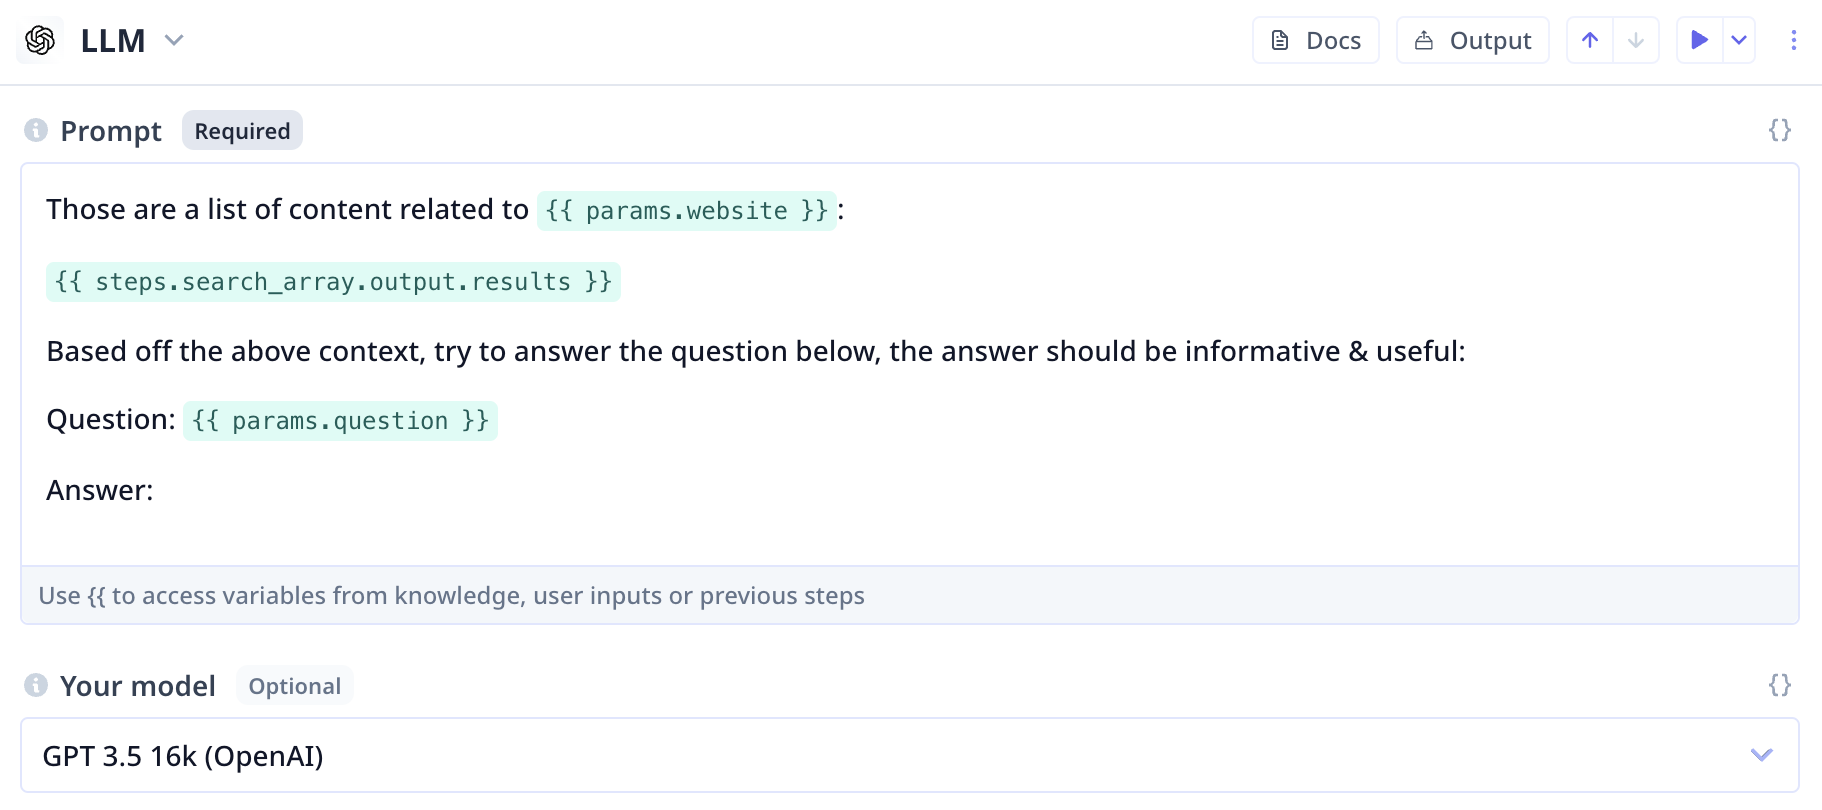 LLM
Docs
Output
Prompt Required
{}
Those are a list of content related to {{ params.website }}:
{{ steps.search_array.output.results }}
Based off the above context, try to answer the question below, the answer should be informative & useful:
Question: {{ params.question }}
Answer:
Use {{ to access variables from knowledge, user inputs or previous steps
Your model Optional
{}
GPT 3.5 16k (OpenAI)